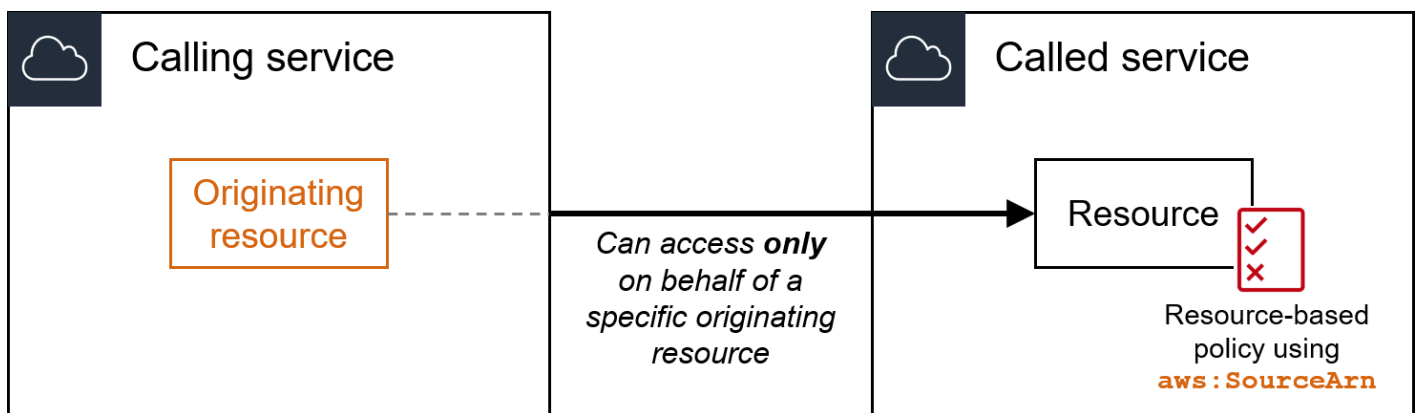 Calling service
Called service
Originating
resource
Can access only
on behalf of a
specific originating
resource
Resource
Resource-based
policy using
aws:SourceArn